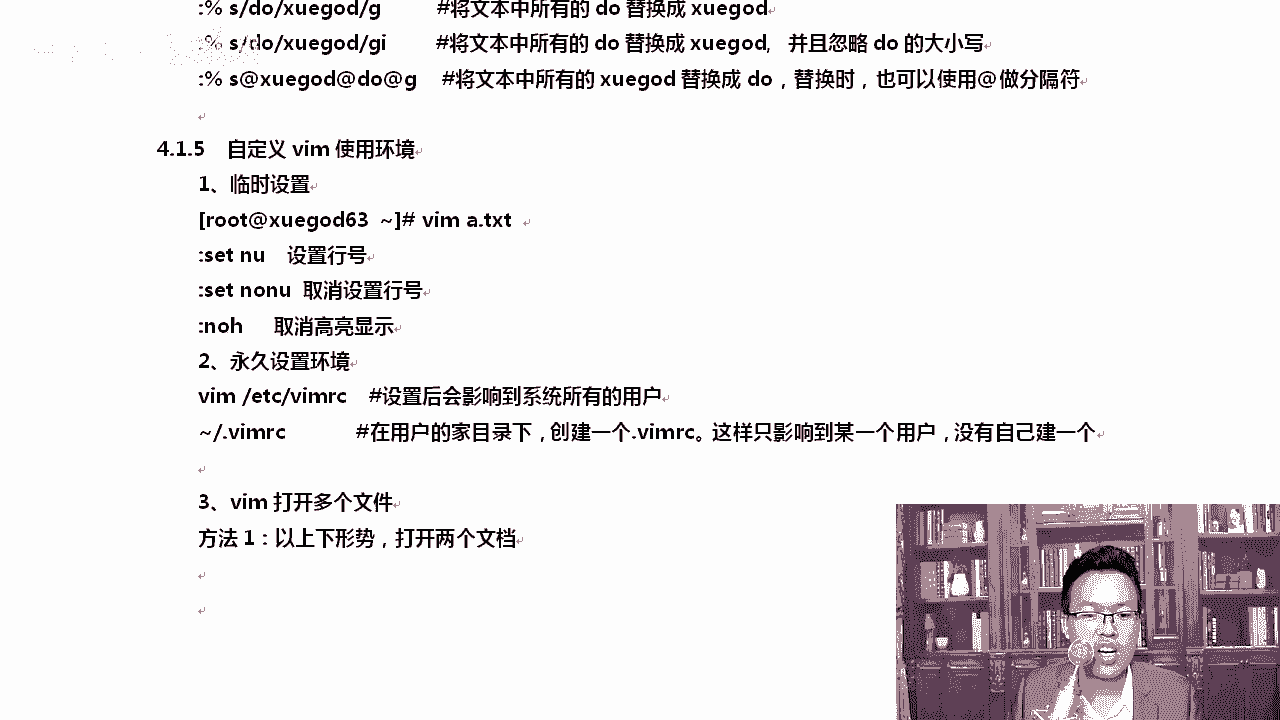 :% s/do/xuegod/g #将文本中所有的 do 替换成 xuegod
:% s/do/xuegod/gi #将文本中所有的 do 替换成 xuegod, 并且忽略 do 的大小写
:% s@xuegod@do@g #将文本中所有的 xuegod 替换成 do，替换时，也可以使用@做分隔符
4.1.5 自定义 vim 使用环境
1、临时设置
[root@xuegod63 ~]# vim a.txt
:set nu 设置行号
:set nonu 取消设置行号
:noh 取消高亮显示
2、永久设置环境
vim /etc/vimrc #设置后会影响到系统所有的用户
~/.vimrc #在用户的家目录下，创建一个.vimrc。这样只影响到某一个用户，没有自己建一个
3、vim 打开多个文件
方法 1：以上下形势，打开两个文档